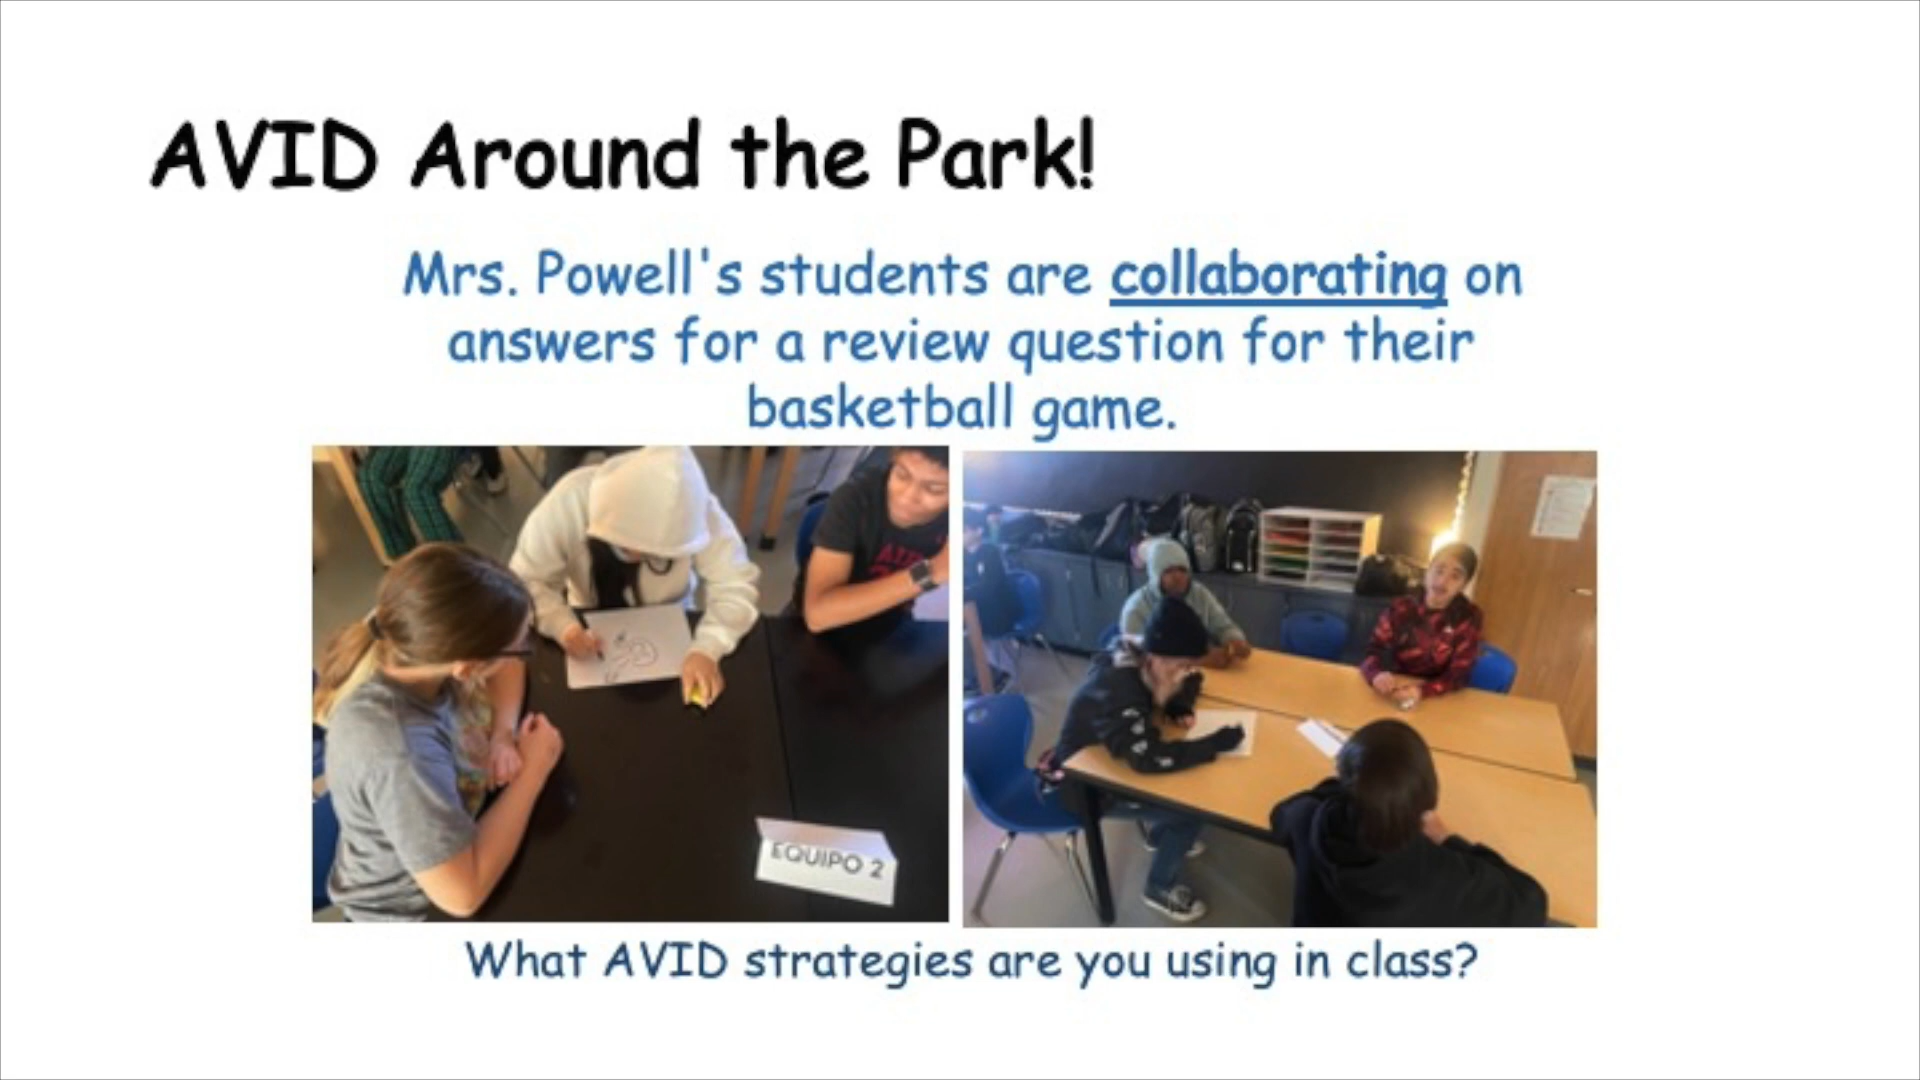 AVID Around the Park!
Mrs. Powell's students are collaborating on
answers for a review question for their
basketball game.
EQUIPO 2
What AVID strategies are you using in class?